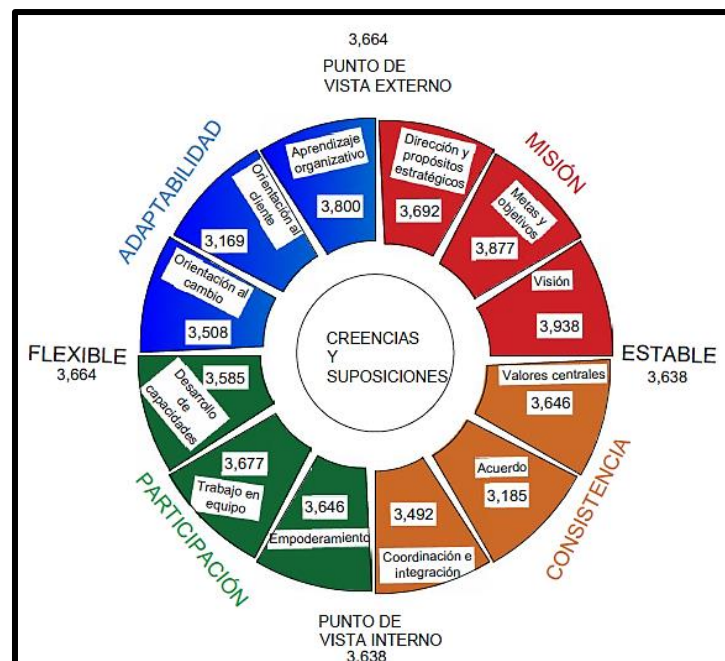 3,664
PUNTO DE
VISTA EXTERNO
ADAPTABILIDAD
MISIÓN
Aprendizaje
organizativo
3,800
Dirección y
propósitos
estratégicos
3,692
Orientación al
cliente
3,169
Metas y
objetivos
3,877
Orientación al
cambio
3,508
Visión
3,938
CREENCIAS
Y
SUPOSICIONES
FLEXIBLE
3,664
ESTABLE
3,638
Desarrollo
de
capacidades
3,585
Valores centrales
3,646
Trabajo en
equipo
3,677
Acuerdo
3,185
Empoderamiento
3,646
Coordinación e
integración
3,492
PARTICIPACIÓN
CONSISTENCIA
PUNTO DE
VISTA INTERNO
3,638